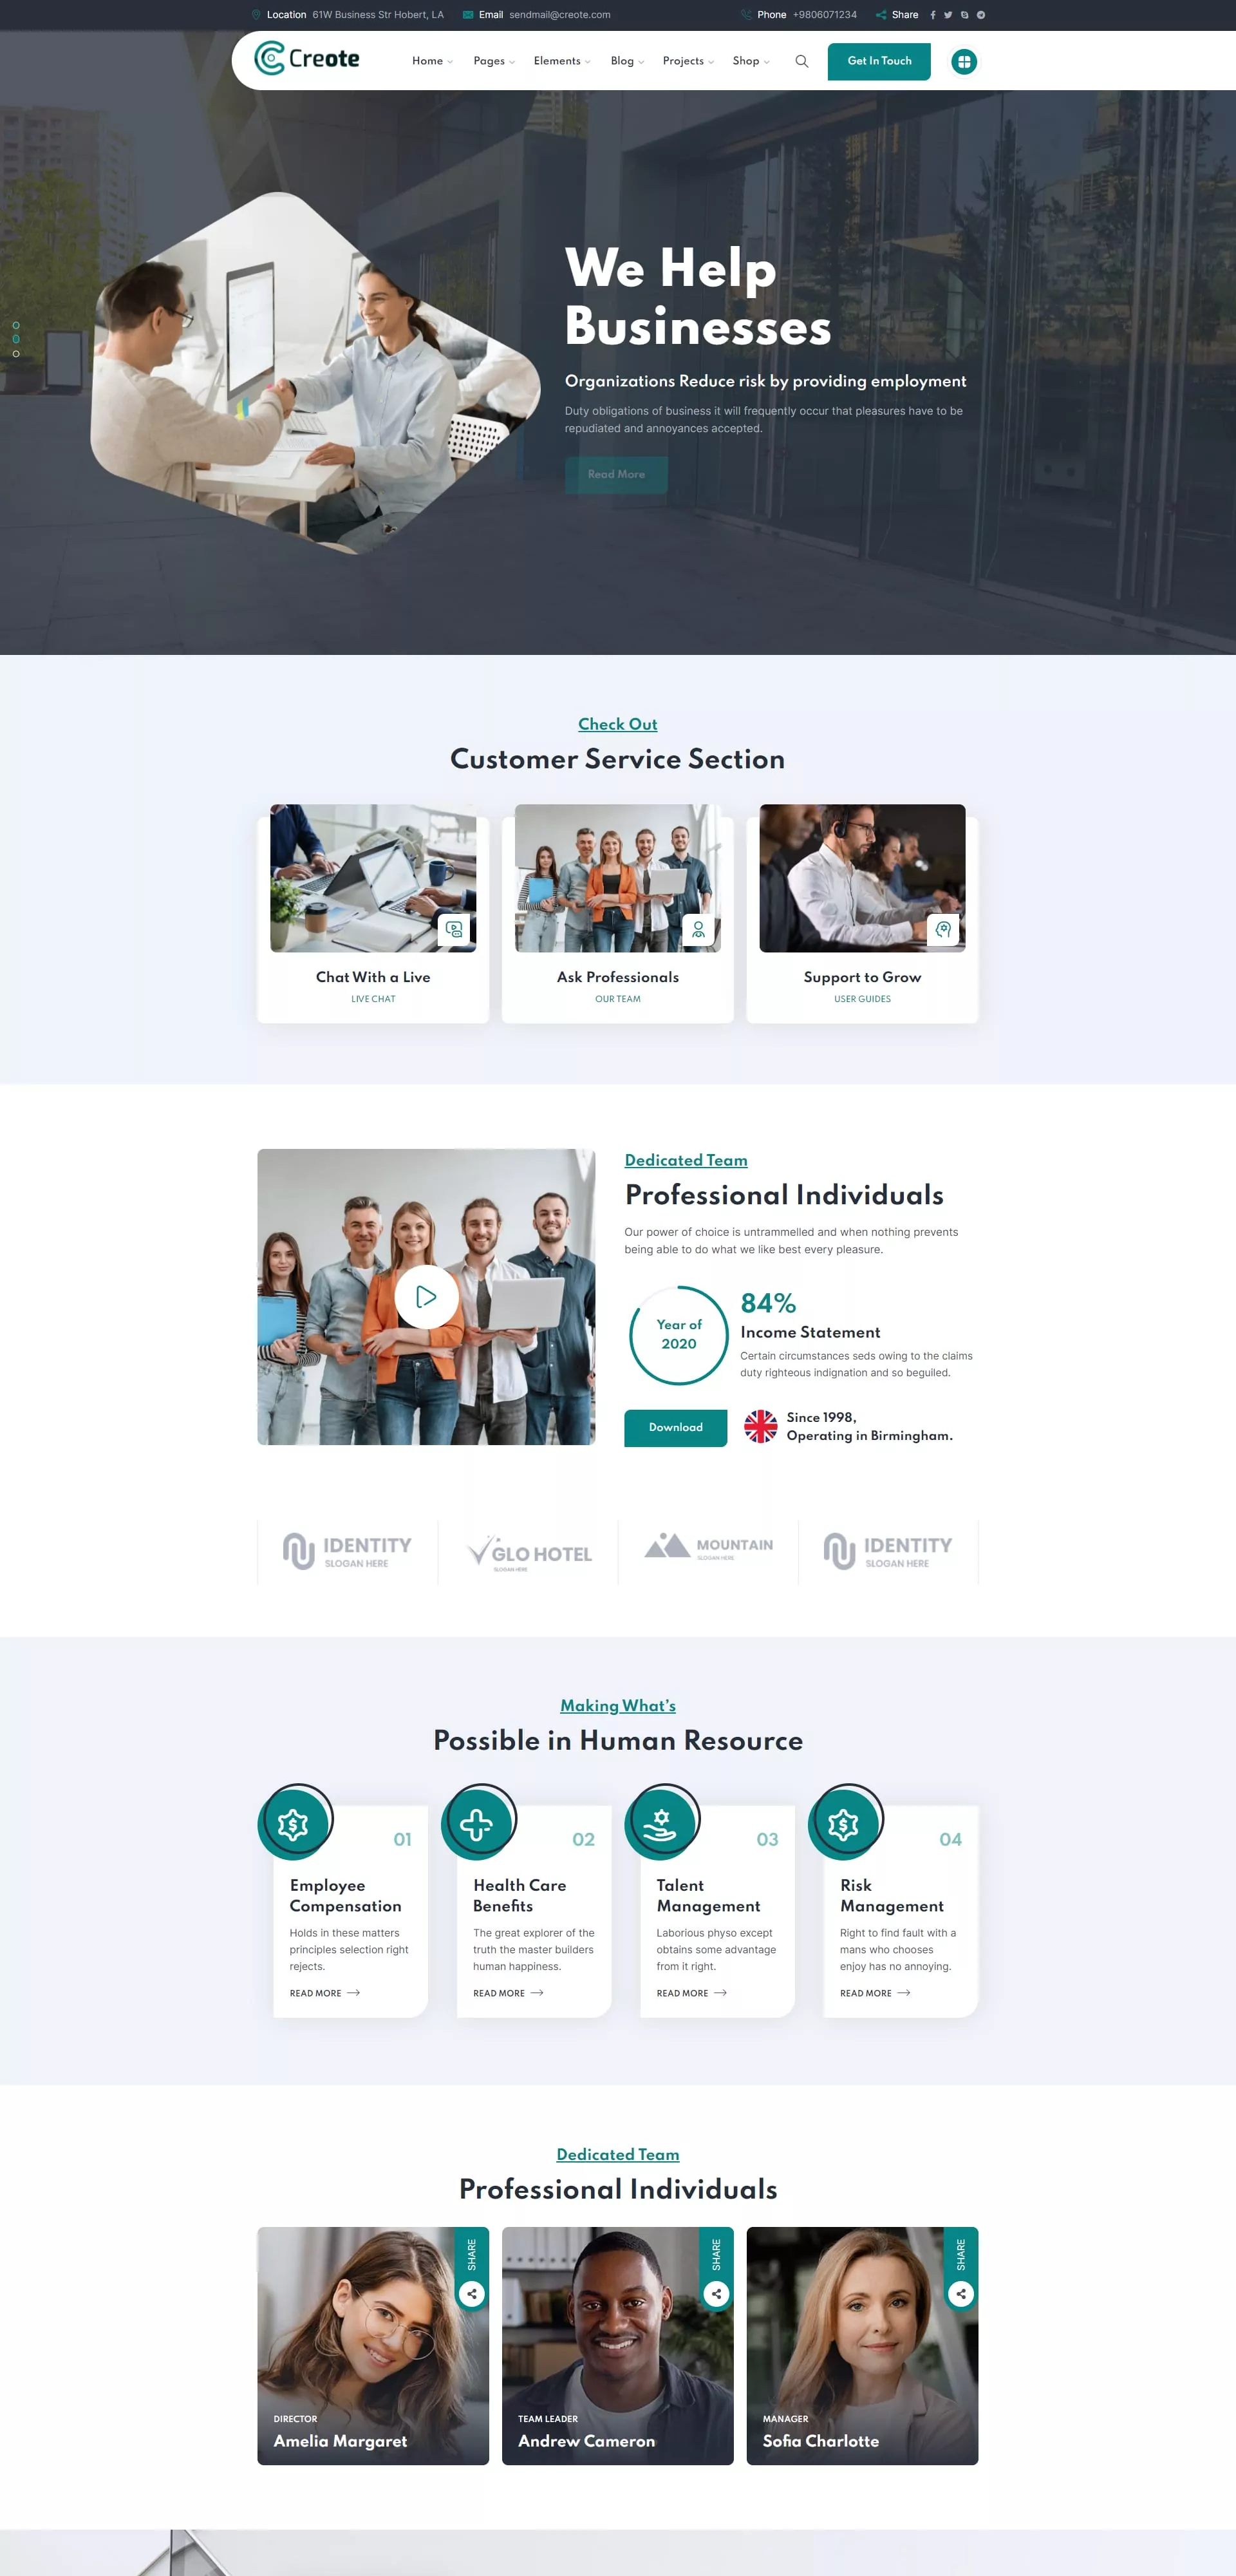 Location 61W Business Str Hobert, LA Email sendmail@creote.com Phone +9806071234 Share
Creote
Home Pages Elements Blog Projects Shop Get In Touch
We Help
Businesses
Organizations Reduce risk by providing employment
Duty obligations of business it will frequently occur that pleasures have to be
repudiated and annoyances accepted.
Read More
Check Out
Customer Service Section
Chat With a Live
LIVE CHAT
Ask Professionals
OUR TEAM
Support to Grow
USER GUIDES
Dedicated Team
Professional Individuals
Our power of choice is untrammelled and when nothing prevents
being able to do what we like best every pleasure.
Year of
2020
84%
Income Statement
Certain circumstances seds owing to the claims
duty righteous indignation and so beguiled.
Download
Since 1998,
Operating in Birmingham.
IDENTITY
SLOGAN HERE
GLO HOTEL
SLOGAN HERE
MOUNTAIN
SLOGAN HERE
IDENTITY
SLOGAN HERE
Making What's
Possible in Human Resource
01
Employee
Compensation
Holds in these matters
principles selection right
rejects.
READ MORE
02
Health Care
Benefits
The great explorer of the
truth the master builders
human happiness.
READ MORE
03
Talent
Management
Laborious physo except
obtains some advantage
from it right.
READ MORE
04
Risk
Management
Right to find fault with a
mans who chooses
enjoy has no annoying.
READ MORE
Dedicated Team
Professional Individuals
SHARE
DIRECTOR
Amelia Margaret
SHARE
TEAM LEADER
Andrew Cameron
SHARE
MANAGER
Sofia Charlotte